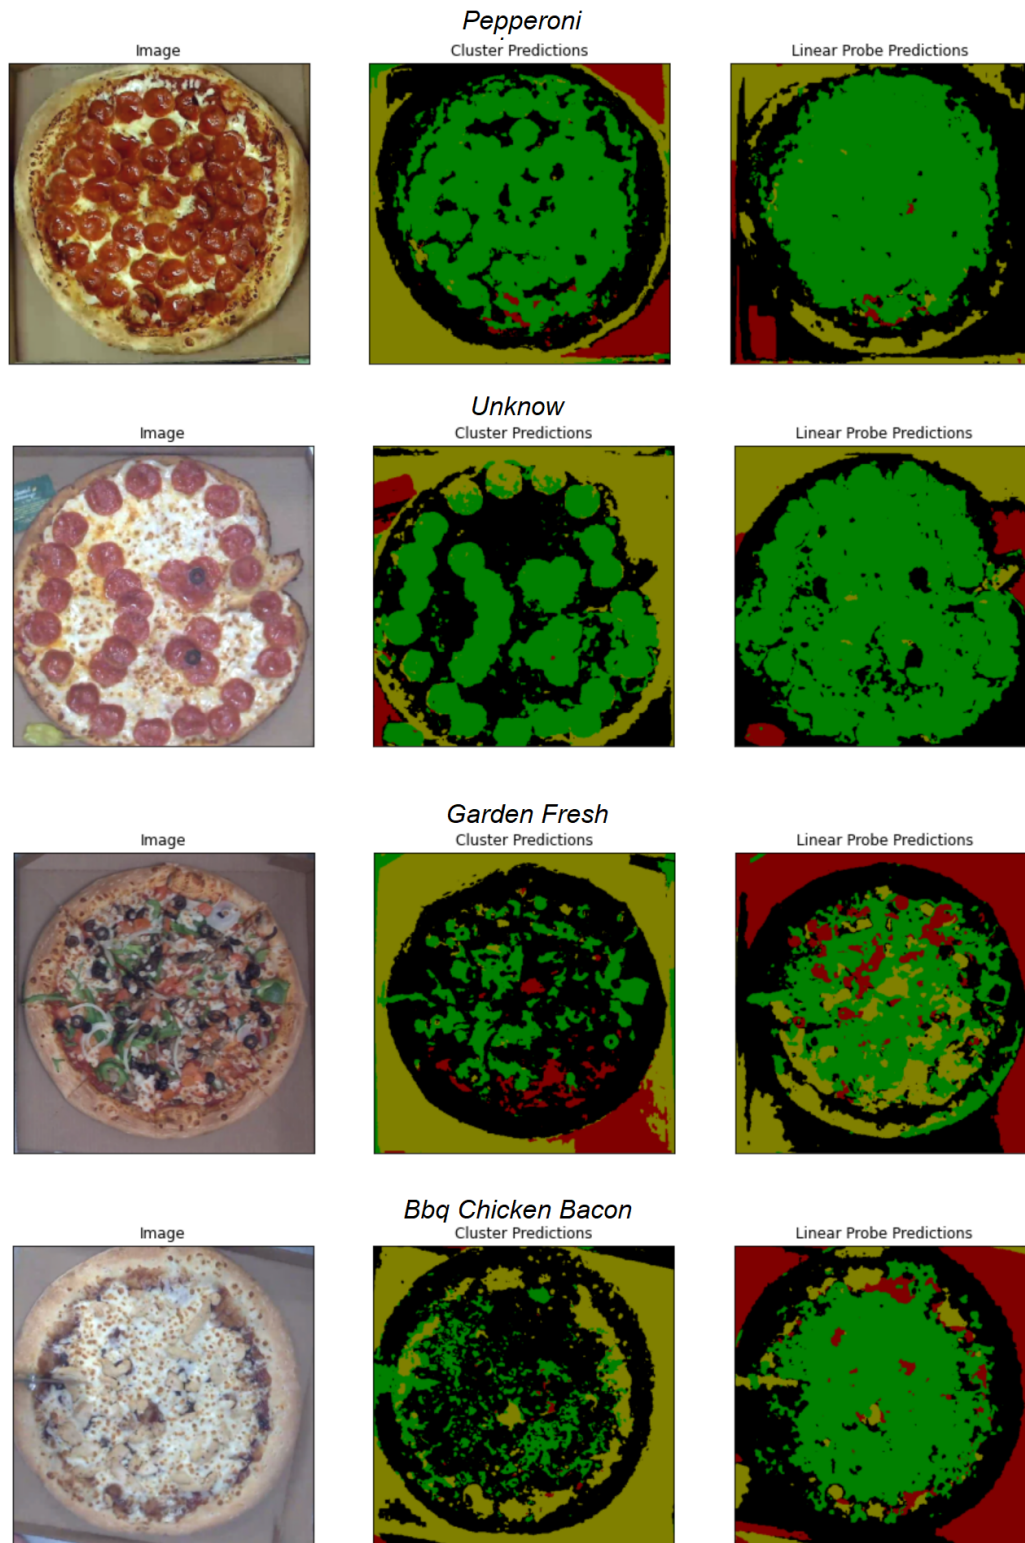 Pepperoni
Image
Cluster Predictions
Linear Probe Predictions
Unknow
Image
Cluster Predictions
Linear Probe Predictions
Garden Fresh
Image
Cluster Predictions
Linear Probe Predictions
Bbq Chicken Bacon
Image
Cluster Predictions
Linear Probe Predictions